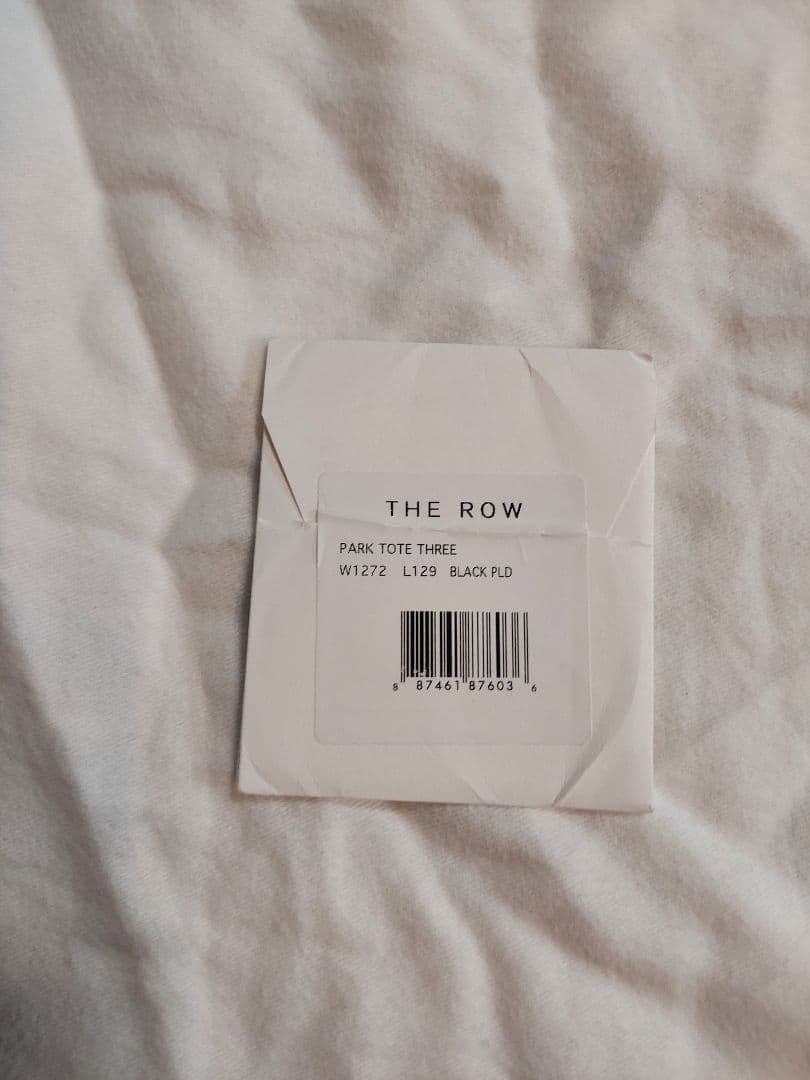 THE ROW
PARK TOTE THREE
W1272 L129 BLACK PLD
8 87461 87603 6